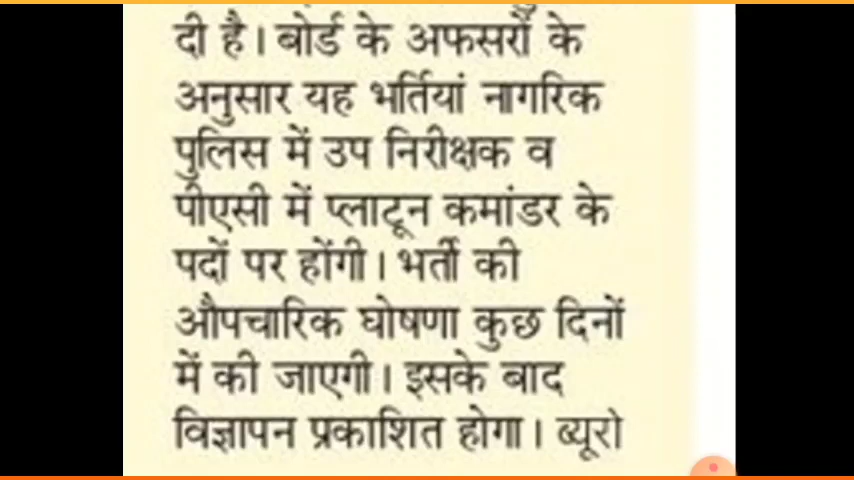 दी है। बोर्ड के अफसरों के
अनुसार यह भर्तियां नागरिक
पुलिस में उप निरीक्षक व
पीएसी में प्लाटून कमांडर के
पदों पर होंगी। भर्ती की
औपचारिक घोषणा कुछ दिनों
में की जाएगी। इसके बाद
विज्ञापन प्रकाशित होगा। ब्यूरो